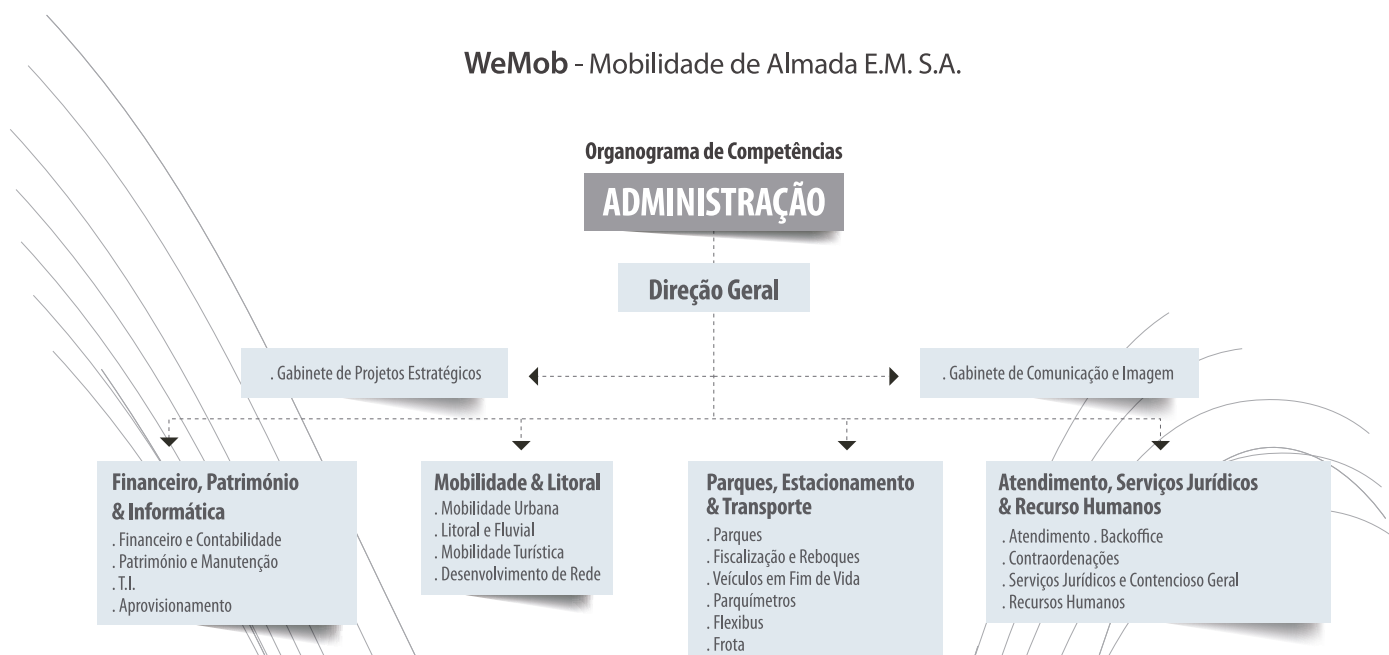 WeMob - Mobilidade de Almada E.M. S.A.
Organograma de Competências
ADMINISTRAÇÃO
Direção Geral
. Gabinete de Projetos Estratégicos
. Gabinete de Comunicação e Imagem
Financeiro, Património
& Informática
. Financeiro e Contabilidade
. Património e Manutenção
. T.I.
. Aprovisionamento
Mobilidade & Litoral
. Mobilidade Urbana
. Litoral e Fluvial
. Mobilidade Turística
. Desenvolvimento de Rede
Parques, Estacionamento
& Transporte
. Parques
. Fiscalização e Reboques
. Veículos em Fim de Vida
. Parquímetros
. Flexibus
. Frota
Atendimento, Serviços Jurídicos
& Recurso Humanos
. Atendimento . Backoffice
. Contraordenações
. Serviços Jurídicos e Contencioso Geral
. Recursos Humanos